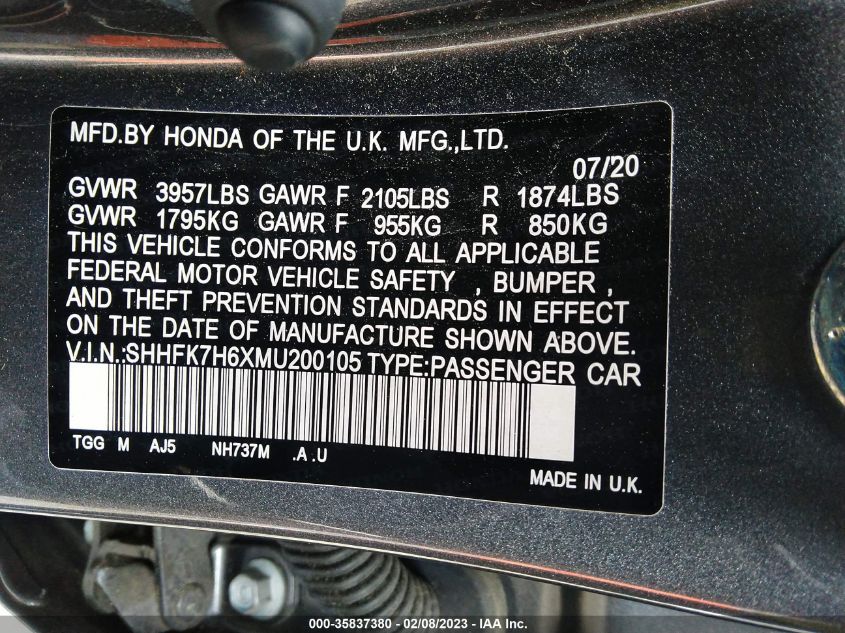 MFD.BY HONDA OF THE U.K. MFG.,LTD.
07/20
GVWR 3957LBS GAWR F 2105LBS R 1874LBS
GVWR 1795KG GAWR F 955KG R 850KG
THIS VEHICLE CONFORMS TO ALL APPLICABLE
FEDERAL MOTOR VEHICLE SAFETY , BUMPER ,
AND THEFT PREVENTION STANDARDS IN EFFECT
ON THE DATE OF MANUFACTURE SHOWN ABOVE.
V.I.N.:SHHFK7H6XMU200105 TYPE:PASSENGER CAR
TGG M AJ5 NH737M .A .U
MADE IN U.K.
000-35837380 — 02/08/2023 — IAA Inc.